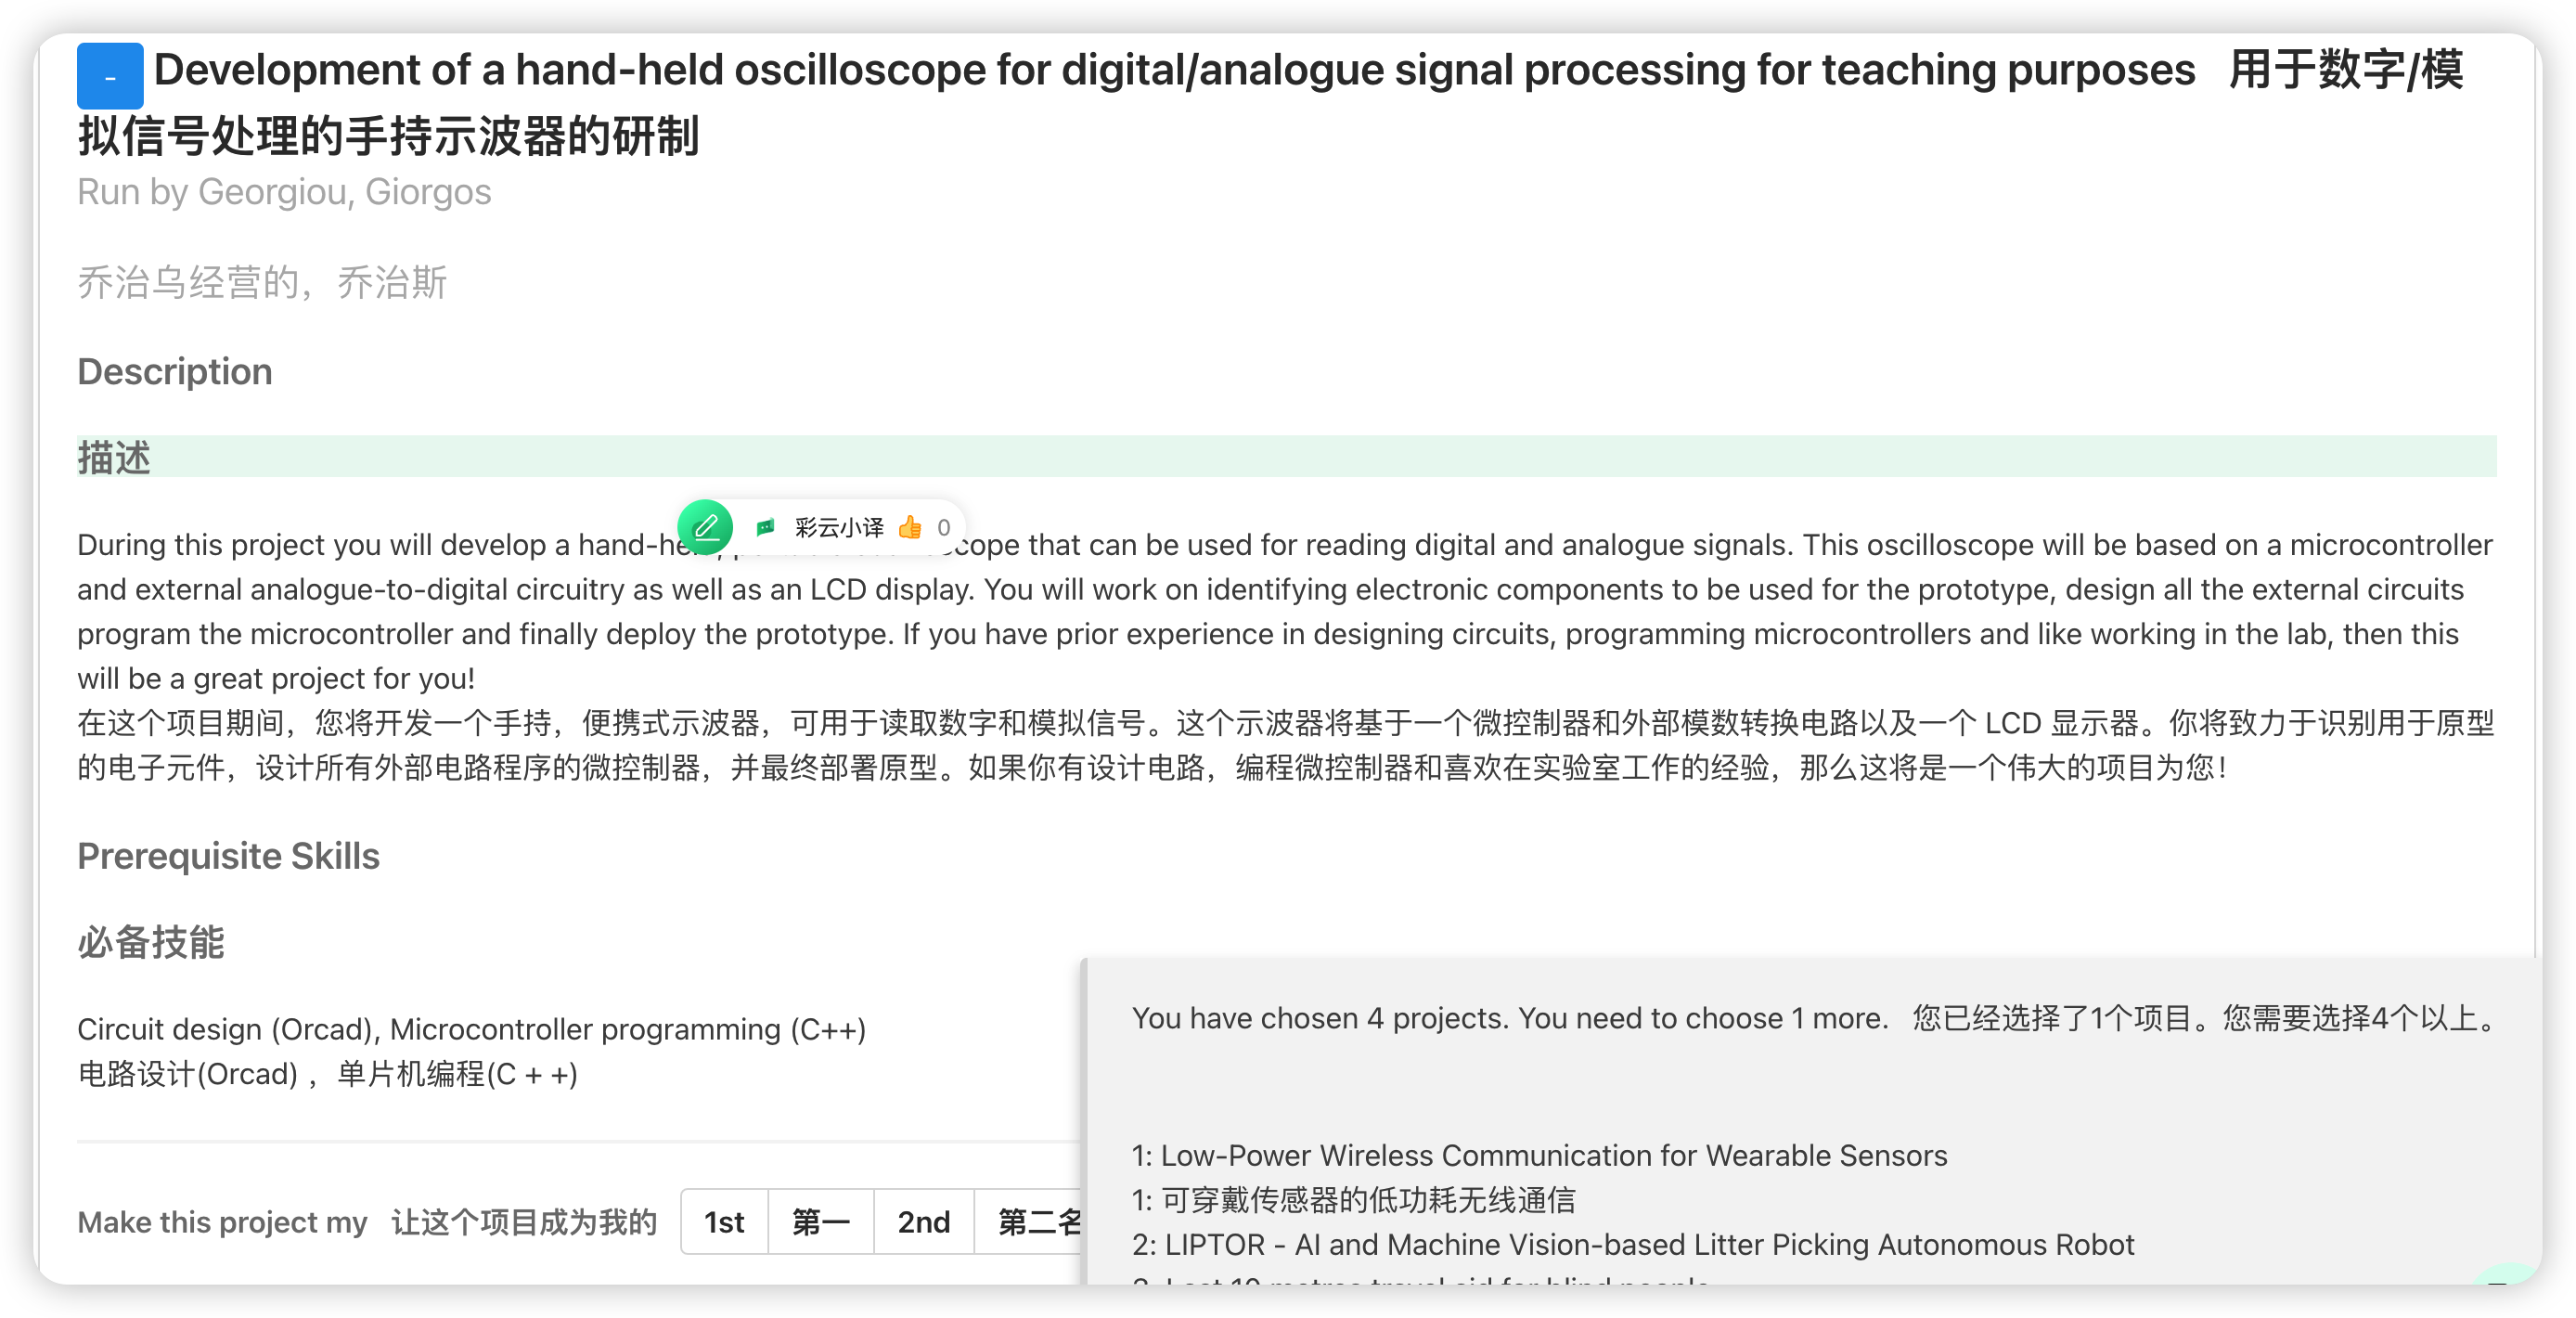 -
Development of a hand-held oscilloscope for digital/analogue signal processing for teaching purposes 用于数字/模
拟信号处理的手持示波器的研制
Run by Georgiou, Giorgos
乔治乌经营的，乔治斯
Description
描述
彩云小译 👍 0
During this project you will develop a hand-he scope that can be used for reading digital and analogue signals. This oscilloscope will be based on a microcontroller
and external analogue-to-digital circuitry as well as an LCD display. You will work on identifying electronic components to be used for the prototype, design all the external circuits
program the microcontroller and finally deploy the prototype. If you have prior experience in designing circuits, programming microcontrollers and like working in the lab, then this
will be a great project for you!
在这个项目期间，您将开发一个手持，便携式示波器，可用于读取数字和模拟信号。这个示波器将基于一个微控制器和外部模数转换电路以及一个 LCD 显示器。你将致力于识别用于原型
的电子元件，设计所有外部电路程序的微控制器，并最终部署原型。如果你有设计电路，编程微控制器和喜欢在实验室工作的经验，那么这将是一个伟大的项目为您！
Prerequisite Skills
必备技能
Circuit design (Orcad), Microcontroller programming (C++)
电路设计(Orcad) ，单片机编程(C + +)
Make this project my 让这个项目成为我的 1st 第一 2nd 第二名
You have chosen 4 projects. You need to choose 1 more. 您已经选择了1个项目。您需要选择4个以上。
1: Low-Power Wireless Communication for Wearable Sensors
1: 可穿戴传感器的低功耗无线通信
2: LIPTOR - AI and Machine Vision-based Litter Picking Autonomous Robot